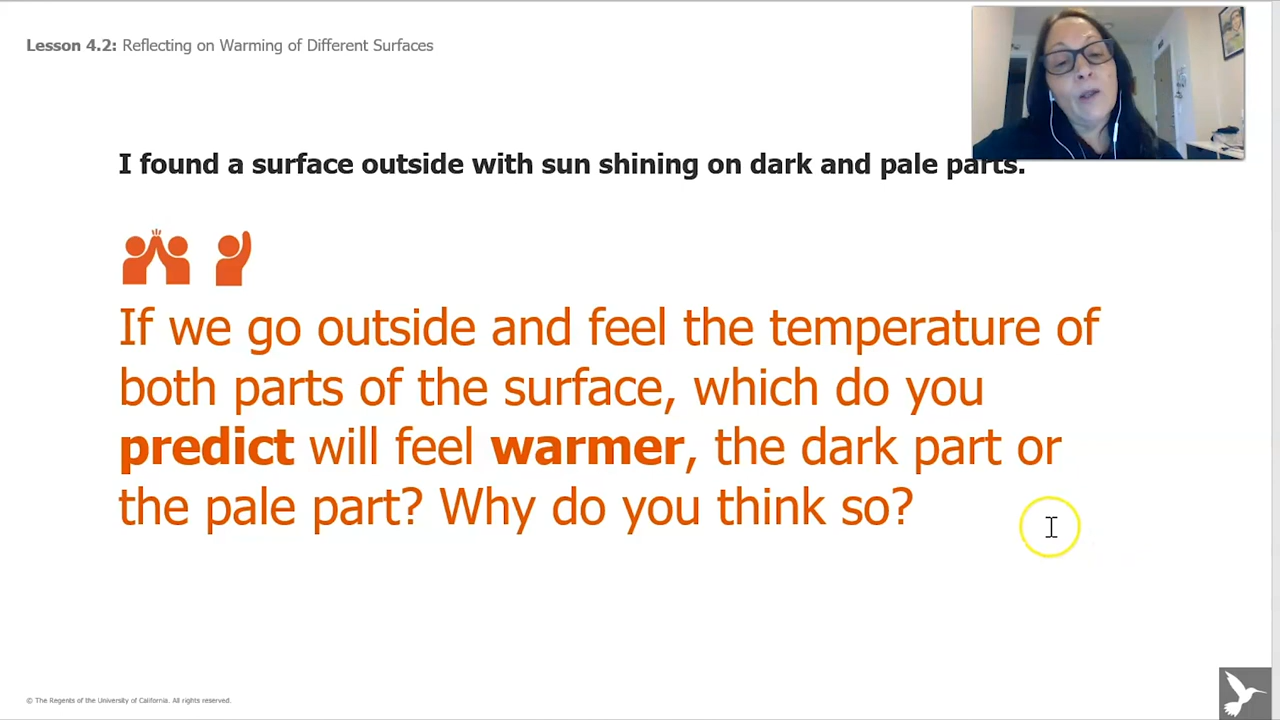 Lesson 4.2: Reflecting on Warming of Different Surfaces
I found a surface outside with sun shining on dark and pale parts.
If we go outside and feel the temperature of
both parts of the surface, which do you
predict will feel warmer, the dark part or
the pale part? Why do you think so?
© The Regents of the University of California. All rights reserved.